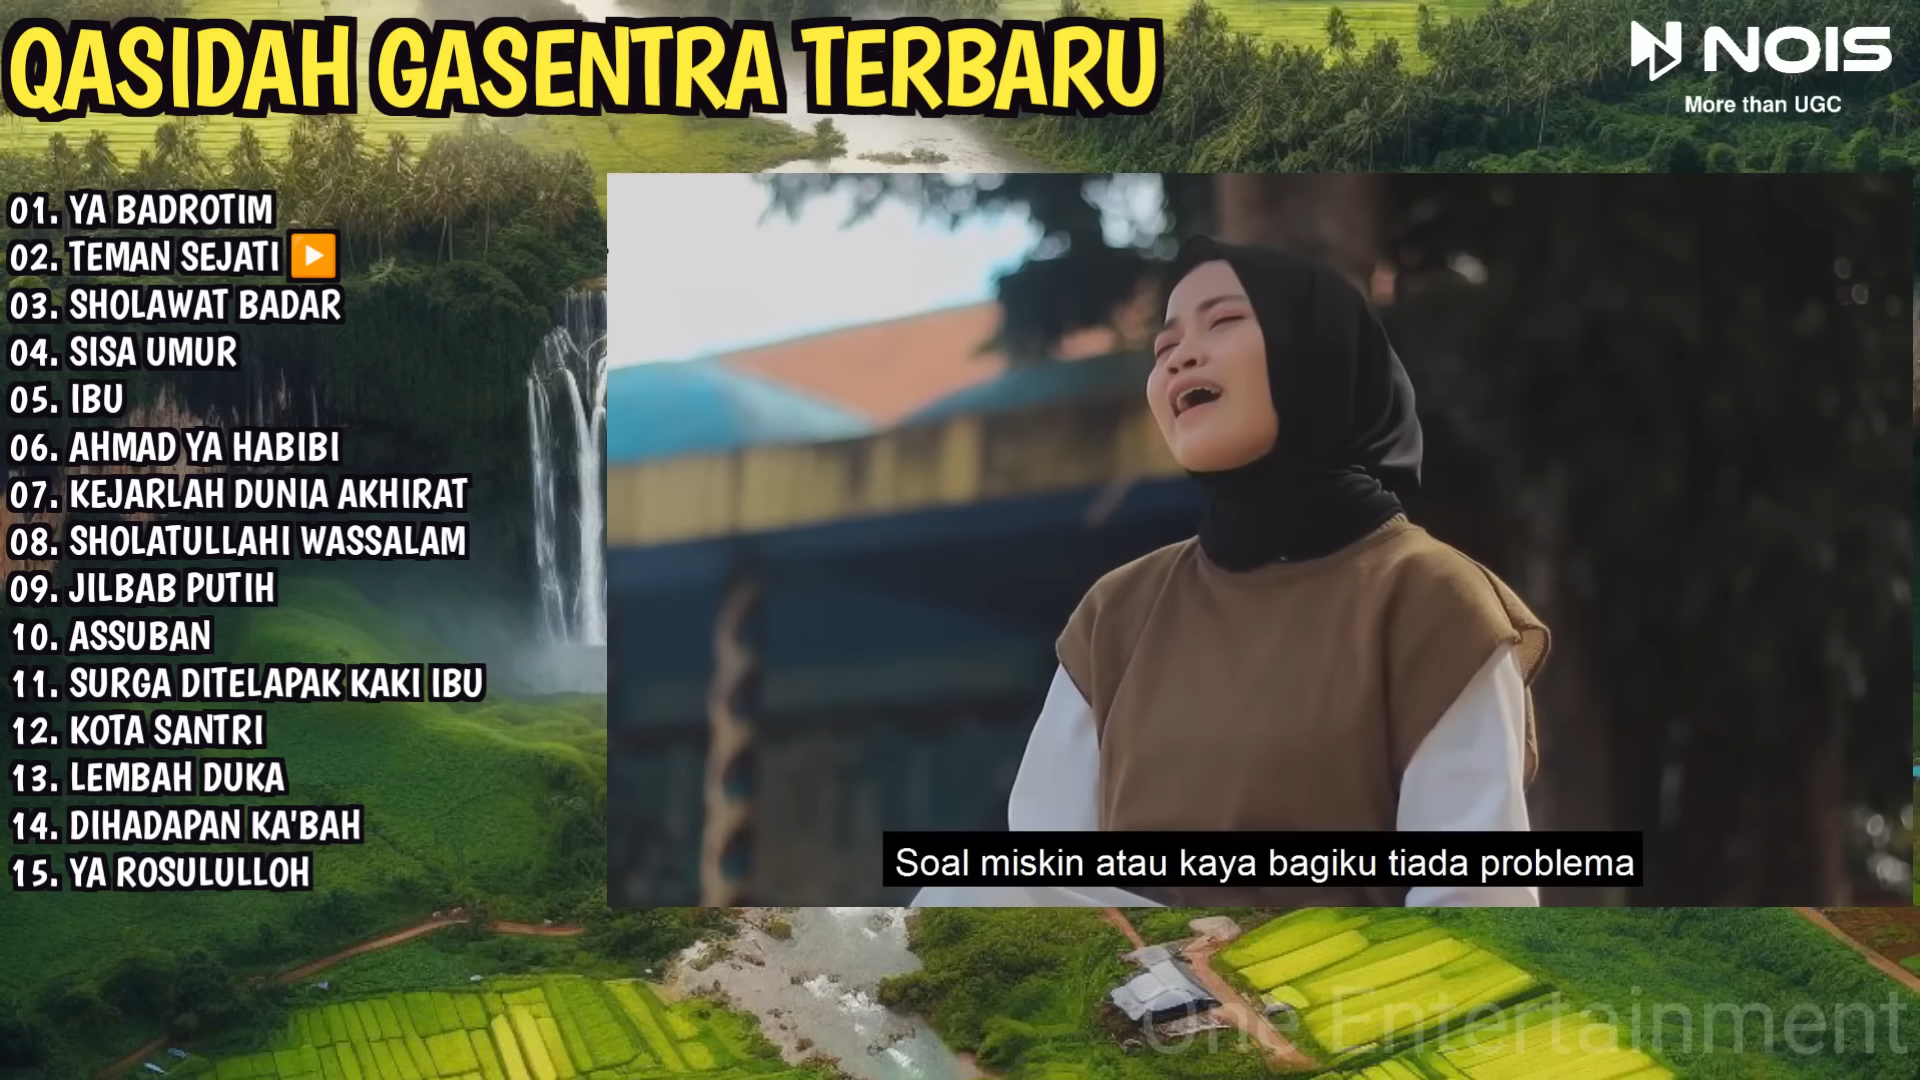 QASIDAH GASENTRA TERBARU
NOIS
More than UGC
01. YA BADROTIM
02. TEMAN SEJATI
03. SHOLAWAT BADAR
04. SISA UMUR
05. IBU
06. AHMAD YA HABIBI
07. KEJARLAH DUNIA AKHIRAT
08. SHOLATULLAHI WASSALAM
09. JILBAB PUTIH
10. ASSUBAN
11. SURGA DITELAPAK KAKI IBU
12. KOTA SANTRI
13. LEMBAH DUKA
14. DIHADAPAN KA'BAH
15. YA ROSULULLOH
Soal miskin atau kaya bagiku tiada problema
One Entertainment